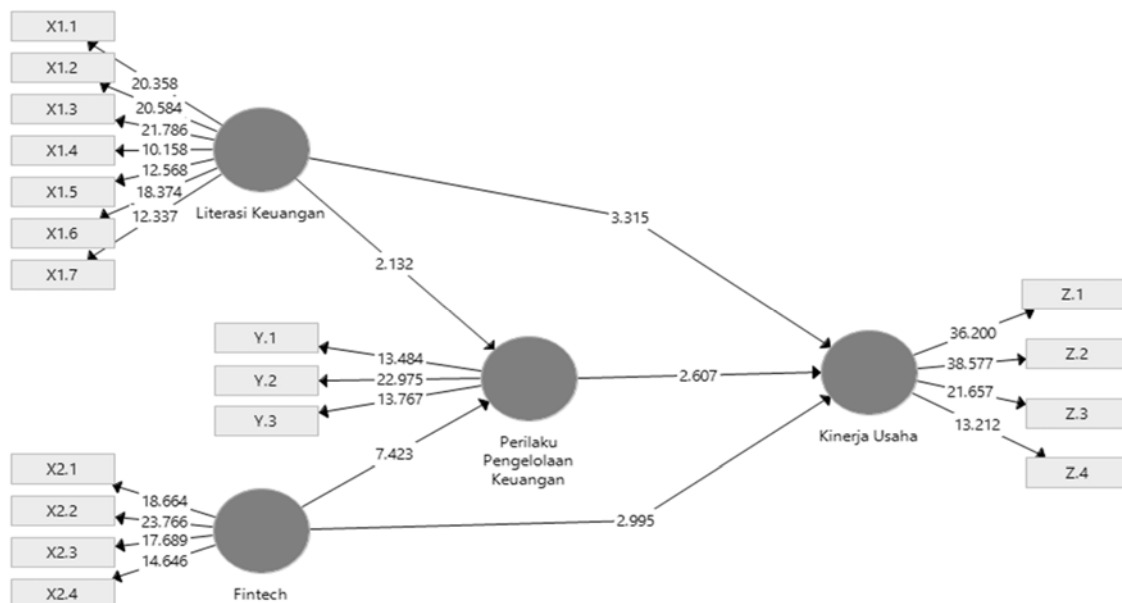 X1.1
X1.2
X1.3
X1.4
X1.5
X1.6
X1.7
20.358
20.584
21.786
10.158
12.568
18.374
12.337
Literasi Keuangan
3.315
2.132
Y.1
Y.2
Y.3
13.484
22.975
13.767
Perilaku
Pengelolaan
Keuangan
2.607
7.423
X2.1
X2.2
X2.3
X2.4
18.664
23.766
17.689
14.646
Fintech
2.995
Kinerja Usaha
36.200
38.577
21.657
13.212
Z.1
Z.2
Z.3
Z.4